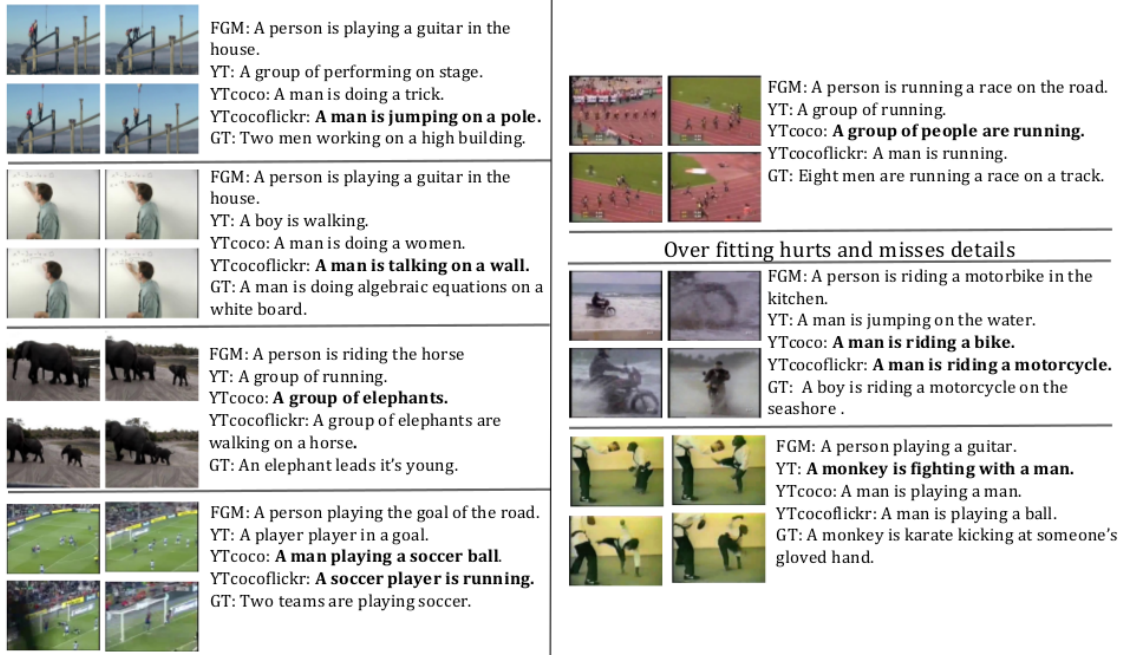 FGM: A person is playing a guitar in the
house.
YT: A group of performing on stage.
YTcoco: A man is doing a trick.
YTcocoflickr: A man is jumping on a pole.
GT: Two men working on a high building.
FGM: A person is playing a guitar in the
house.
YT: A boy is walking.
YTcoco: A man is doing a women.
YTcocoflickr: A man is talking on a wall.
GT: A man is doing algebraic equations on a
white board.
FGM: A person is riding the horse
YT: A group of running.
YTcoco: A group of elephants.
YTcocoflickr: A group of elephants are
walking on a horse.
GT: An elephant leads it's young.
FGM: A person playing the goal of the road.
YT: A player player in a goal.
YTcoco: A man playing a soccer ball.
YTcocoflickr: A soccer player is running.
GT: Two teams are playing soccer.
FGM: A person is running a race on the road.
YT: A group of running.
YTcoco: A group of people are running.
YTcocoflickr: A man is running.
GT: Eight men are running a race on a track.
Over fitting hurts and misses details
FGM: A person is riding a motorbike in the
kitchen.
YT: A man is jumping on the water.
YTcoco: A man is riding a bike.
YTcocoflickr: A man is riding a motorcycle.
GT: A boy is riding a motorcycle on the
seashore .
FGM: A person playing a guitar.
YT: A monkey is fighting with a man.
YTcoco: A man is playing a man.
YTcocoflickr: A man is playing a ball.
GT: A monkey is karate kicking at someone's
gloved hand.